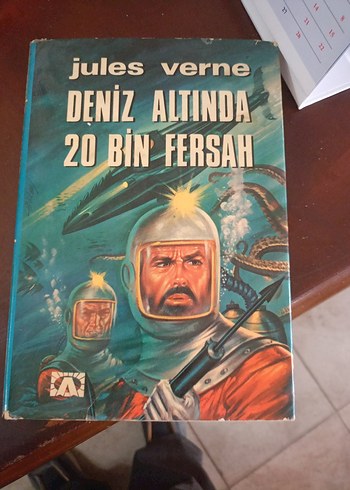 jules verne
DENİZ ALTINDA
20 BİN FERSAH
A